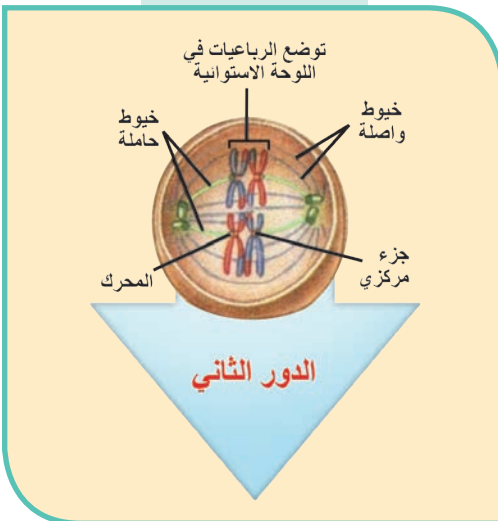 توضع الرباعيات في
اللوحة الاستوائية
خيوط
واصلة
خيوط
حاملة
جزء
مركزي
المحرك
الدور الثاني